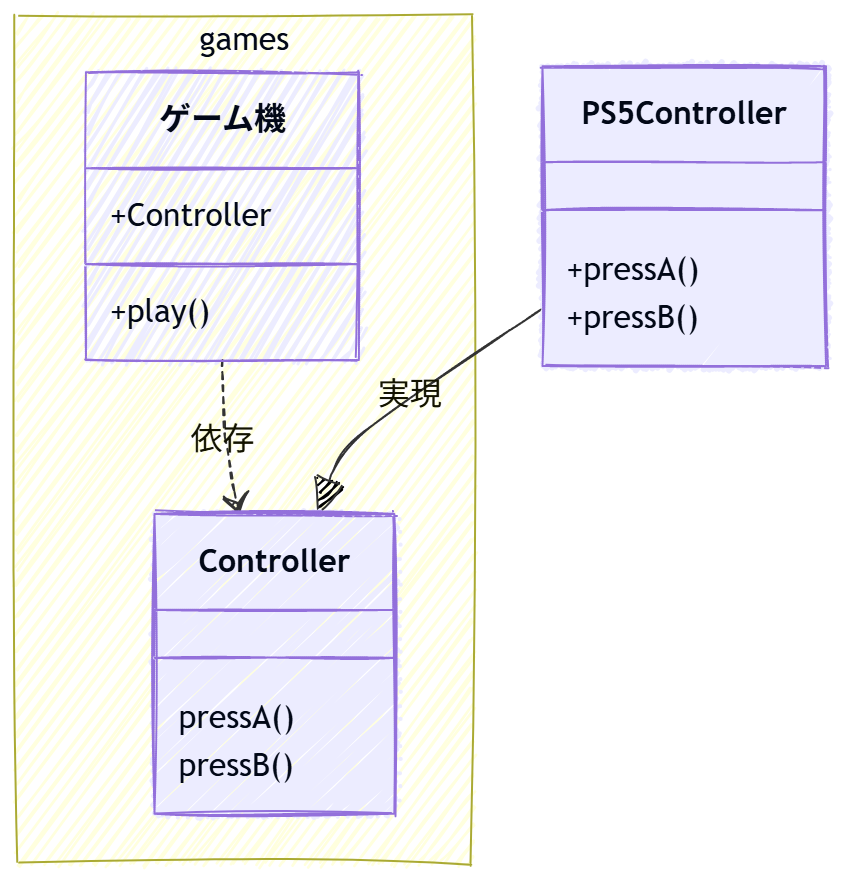 games
ゲーム機
+Controller
+play()
PS5Controller
+pressA()
+pressB()
実現
依存
Controller
pressA()
pressB()